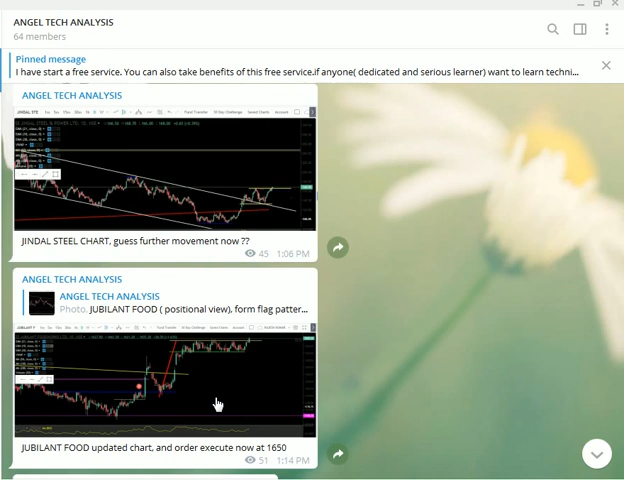 ANGEL TECH ANALYSIS
64 members
Pinned message
I have start a free service. You can also take benefits of this free service.if anyone( dedicated and serious learner) want to learn techni...
ANGEL TECH ANALYSIS
JINDAL STEEL CHART, guess further movement now ??
45 1:06 PM
ANGEL TECH ANALYSIS
ANGEL TECH ANALYSIS
Photo. JUBILANT FOOD ( positional view), form flag patter...
JUBILANT FOOD updated chart, and order execute now at 1650
51 1:14 PM